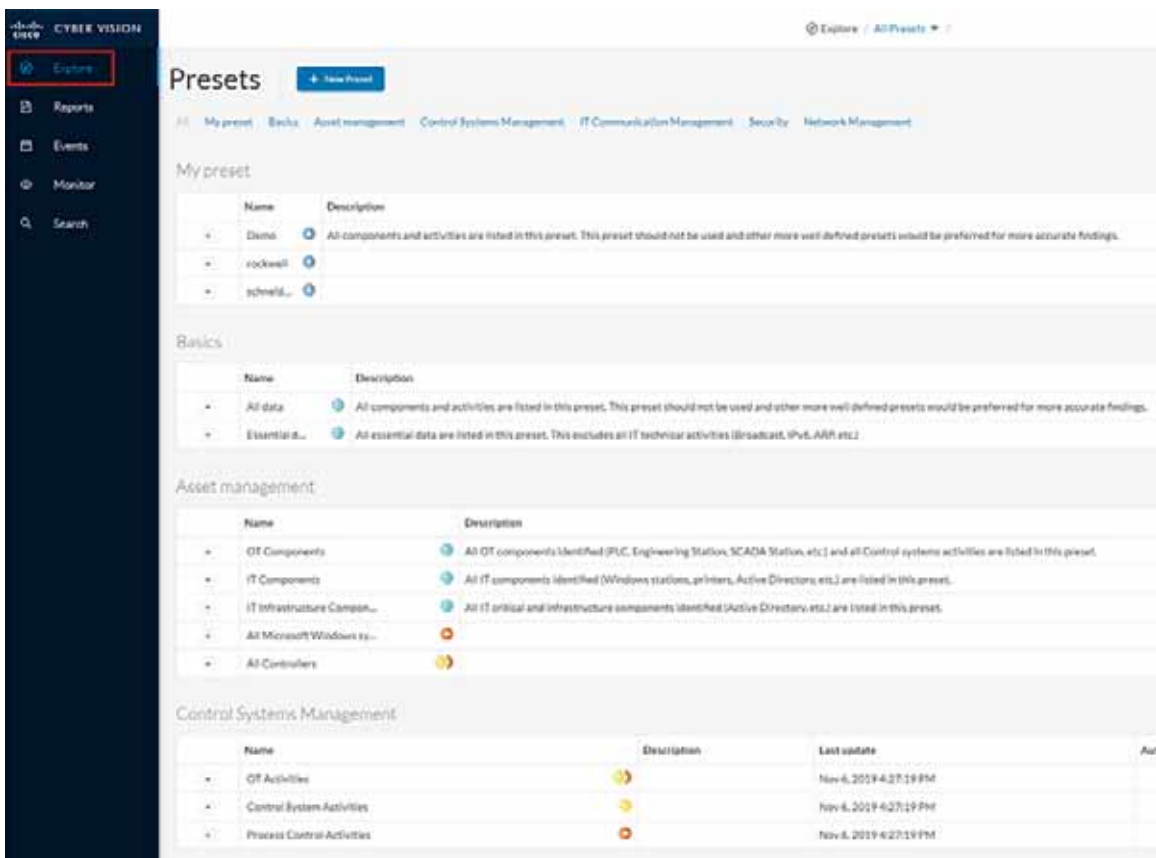 CISCO CYBER VISION
Explore / All Presets /
Explore
Reports
Events
Monitor
Search
Presets
+ New Preset
All My preset Basics Asset management Control Systems Management IT Communication Management Security Network Management
My preset
Name Description
Demo All components and activities are listed in this preset. This preset should not be used and other more well defined presets would be preferred for more accurate findings.
rockwell
schneid...
Basics
Name Description
All data All components and activities are listed in this preset. This preset should not be used and other more well defined presets would be preferred for more accurate findings.
Essential d... All essential data are listed in this preset. This excludes all IT technical activities (Broadcast, IPv6, ARP, etc.)
Asset management
Name Description
OT Components All OT components identified (PLC, Engineering Station, SCADA Station, etc.) and all Control systems activities are listed in this preset.
IT Components All IT components identified (Windows stations, printers, Active Directory, etc.) are listed in this preset.
IT Infrastructure Compon... All IT critical and infrastructure components identified (Active Directory, etc.) are listed in this preset.
All Microsoft Windows sy...
All Controllers
Control Systems Management
Name Description Last update Au
OT Activities Nov 6, 2019 4:27:19 PM
Control System Activities Nov 6, 2019 4:27:19 PM
Process Control Activities Nov 6, 2019 4:27:19 PM